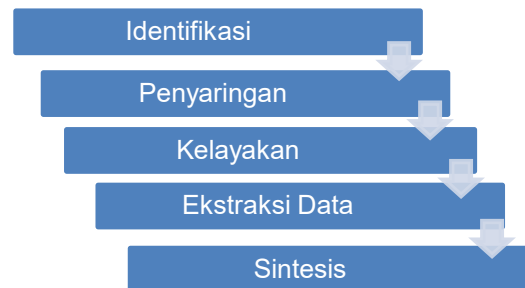 Identifikasi
Penyaringan
Kelayakan
Ekstraksi Data
Sintesis